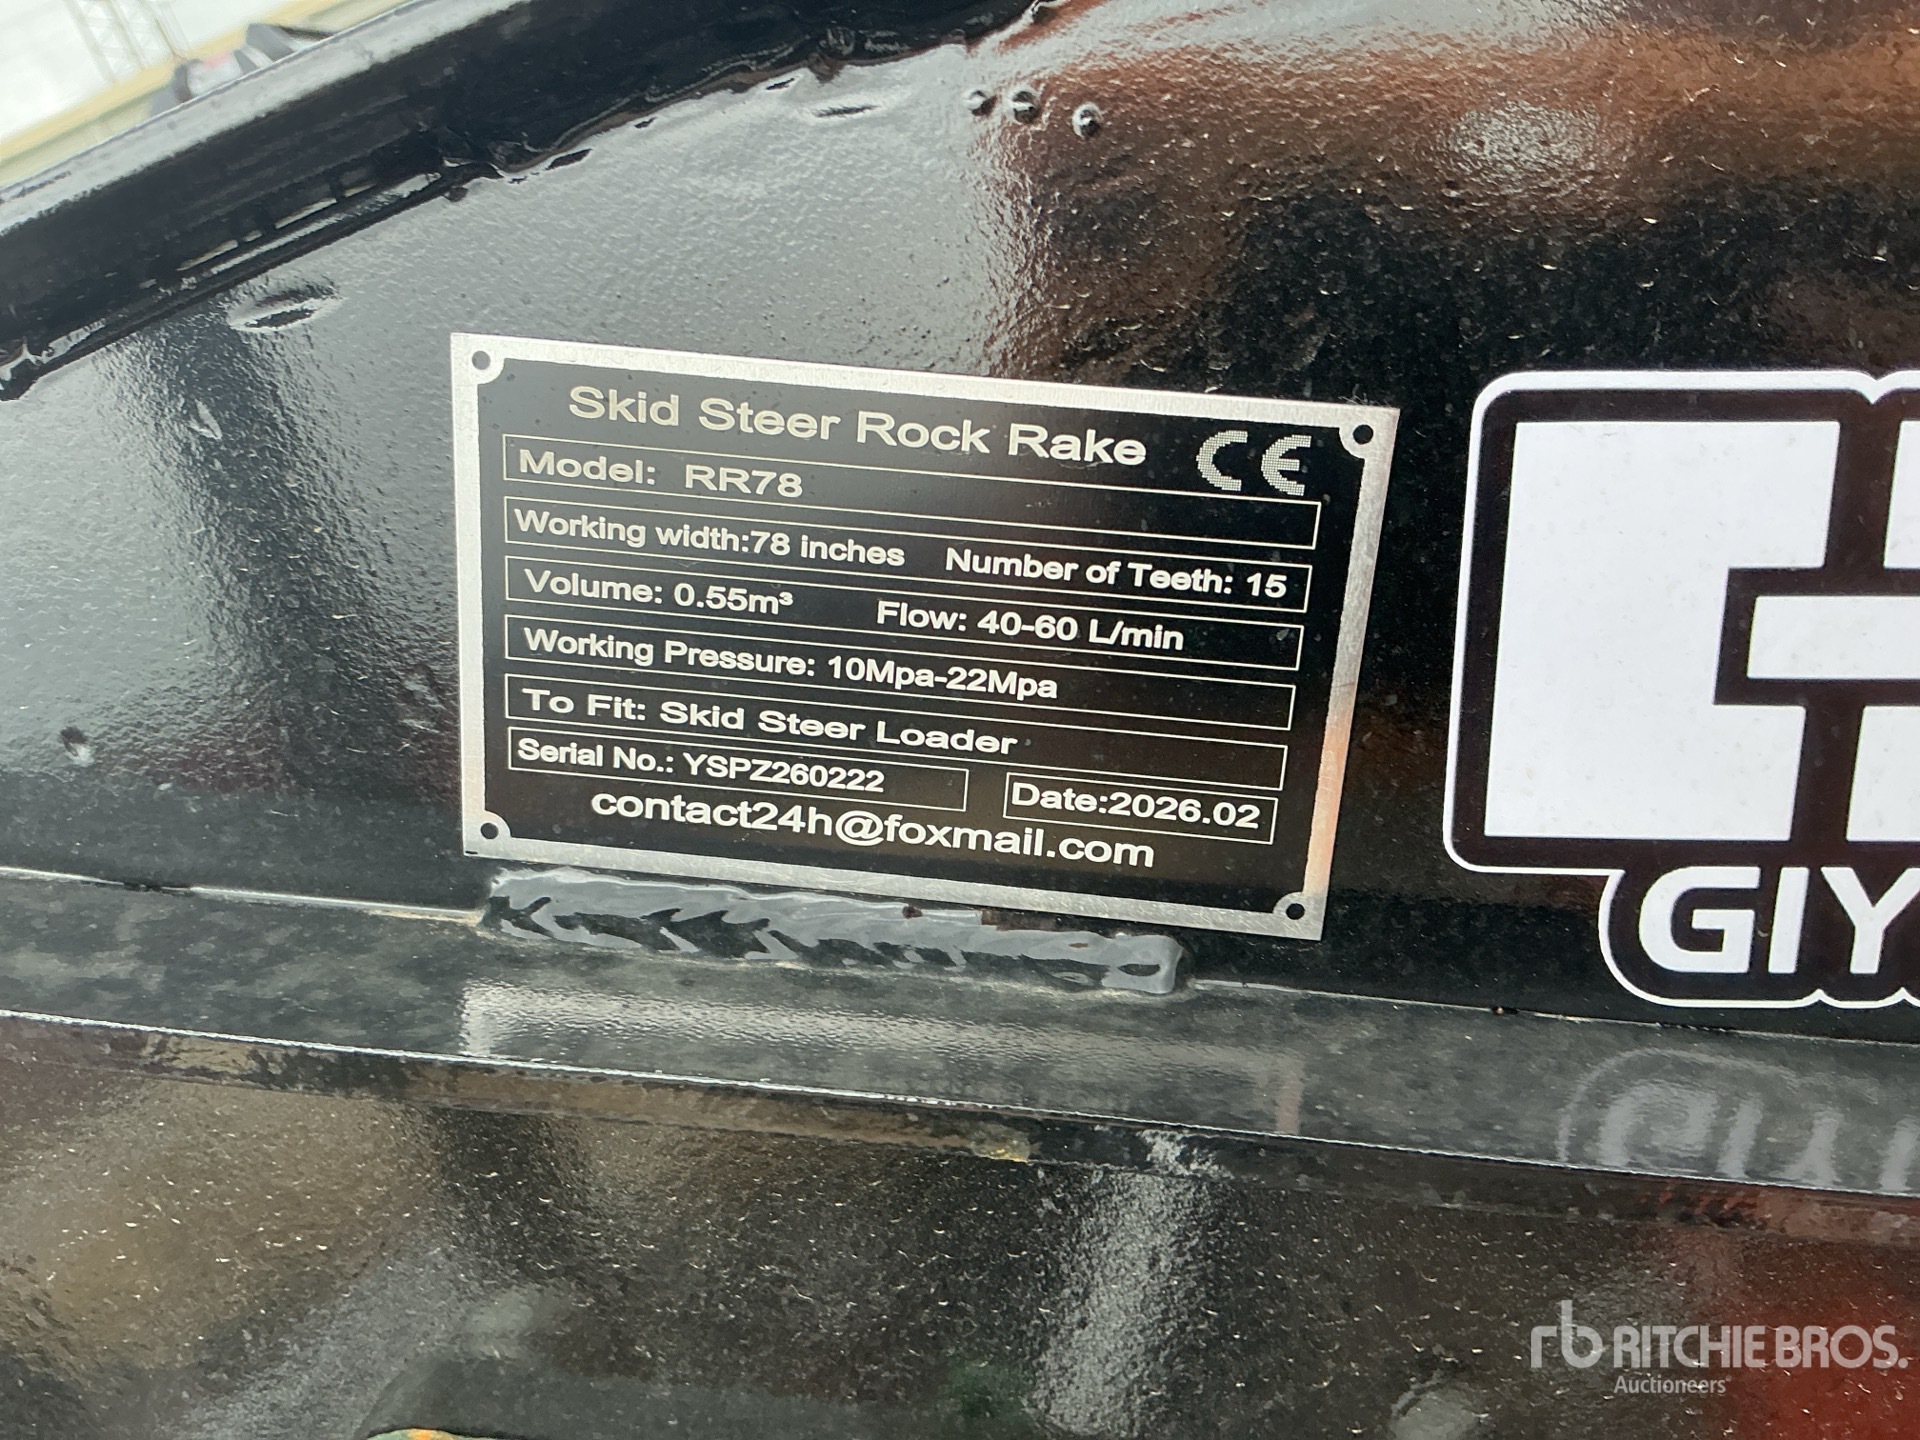 Skid Steer Rock Rake CE
Model: RR78
Working width:78 inches Number of Teeth: 15
Volume: 0.55m³ Flow: 40-60 L/min
Working Pressure: 10Mpa-22Mpa
To Fit: Skid Steer Loader
Serial No.: YSPZ260222 Date:2026.02
contact24h@foxmail.com
GIY
rb RITCHIE BROS.
Auctioneers